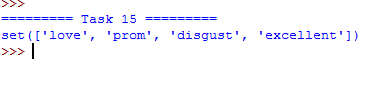 >>>
========= Task 15 =========
set(['love', 'prom', 'disgust', 'excellent'])
>>>